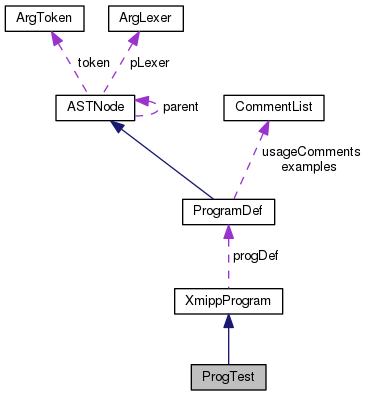 ArgToken
ArgLexer
token
pLexer
ASTNode
parent
CommentList
usageComments
examples
ProgramDef
progDef
XmippProgram
ProgTest